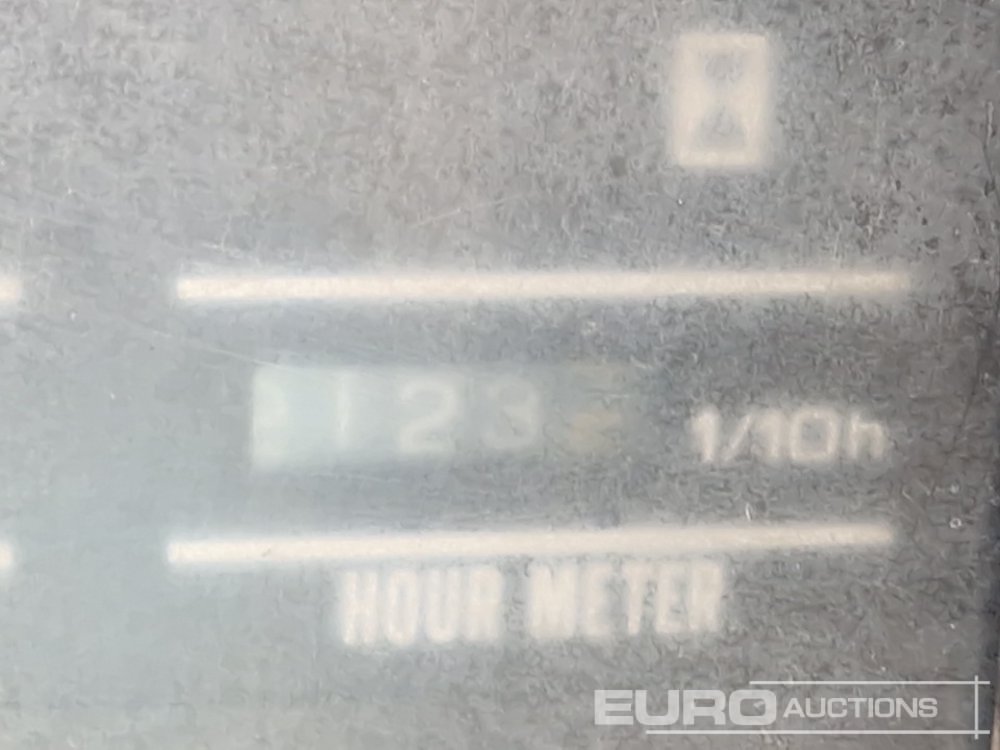 123
1/10h
HOUR METER
EURO AUCTIONS